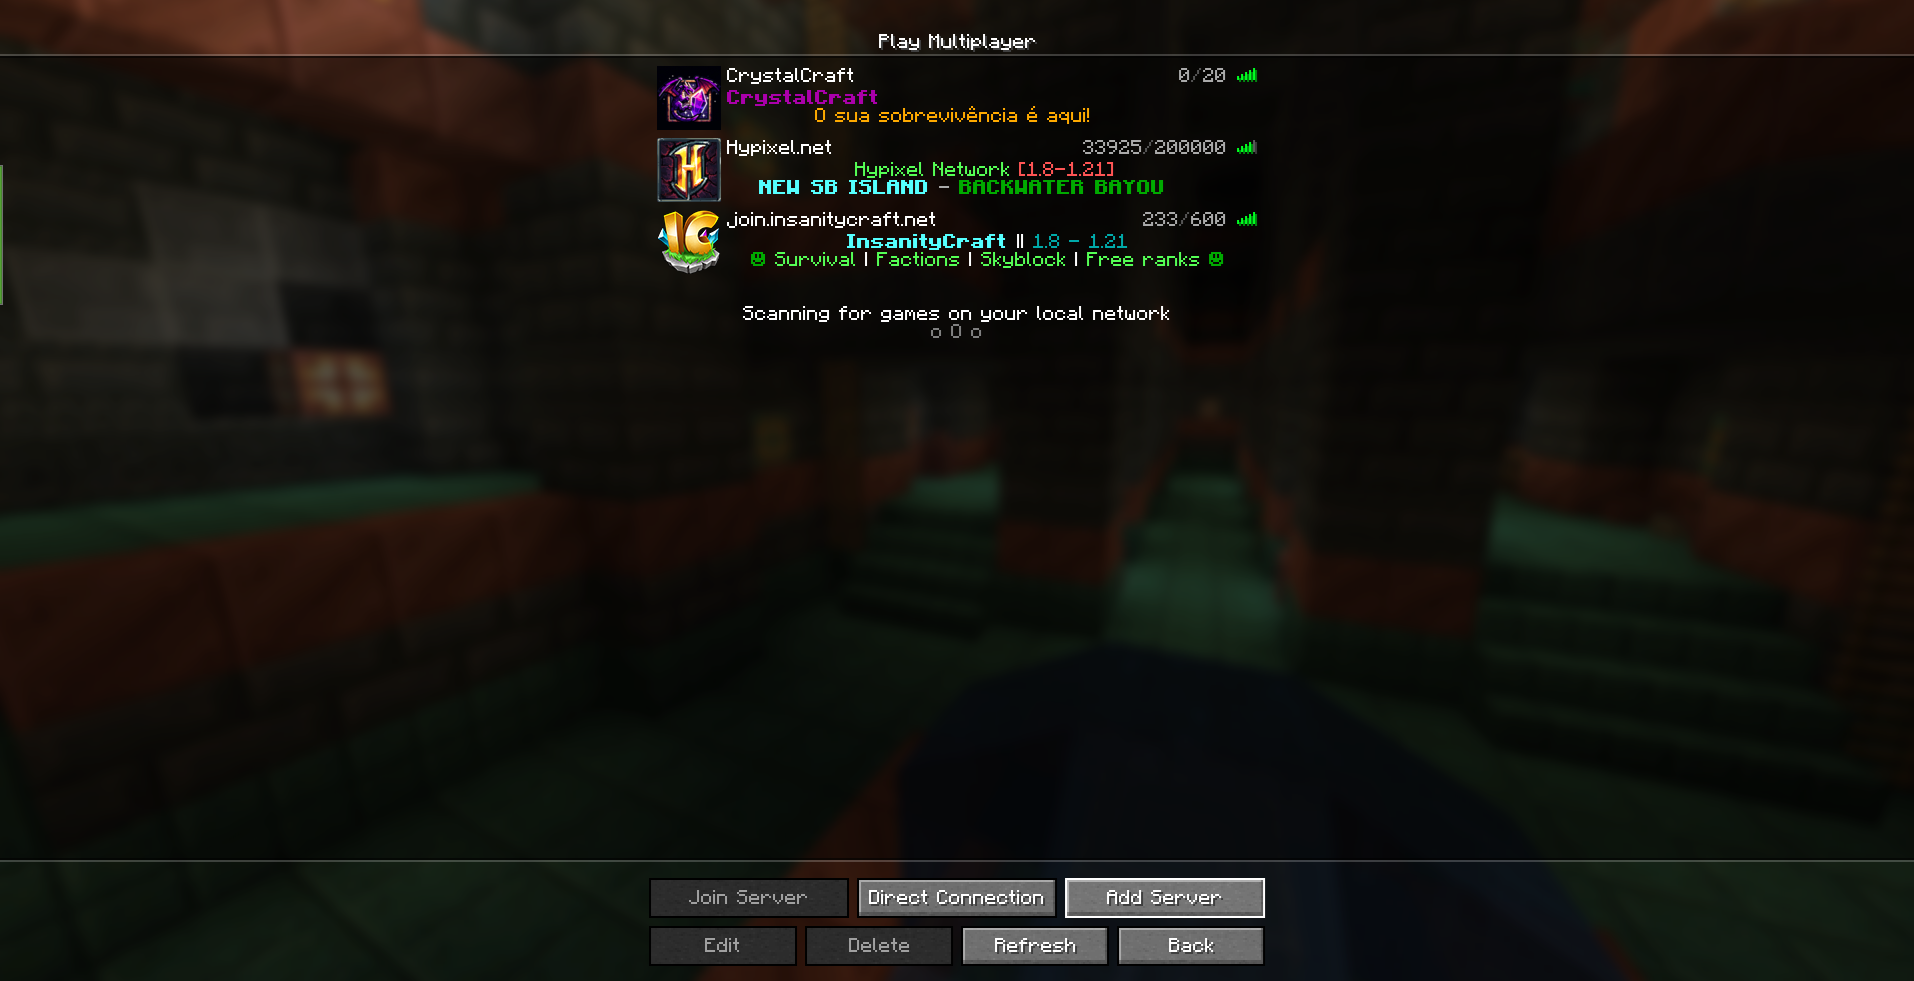 Play Multiplayer
CrystalCraft 0/20
CrystalCraft
O sua sobrevivência é aqui!
Hypixel.net 33925/200000
Hypixel Network [1.8-1.21]
NEW SB ISLAND - BACKWATER BAYOU
join.insanitycraft.net 233/600
InsanityCraft || 1.8 - 1.21
☻ Survival | Factions | Skyblock | Free ranks ☻
Scanning for games on your local network
o O o
Join Server Direct Connection Add Server
Edit Delete Refresh Back